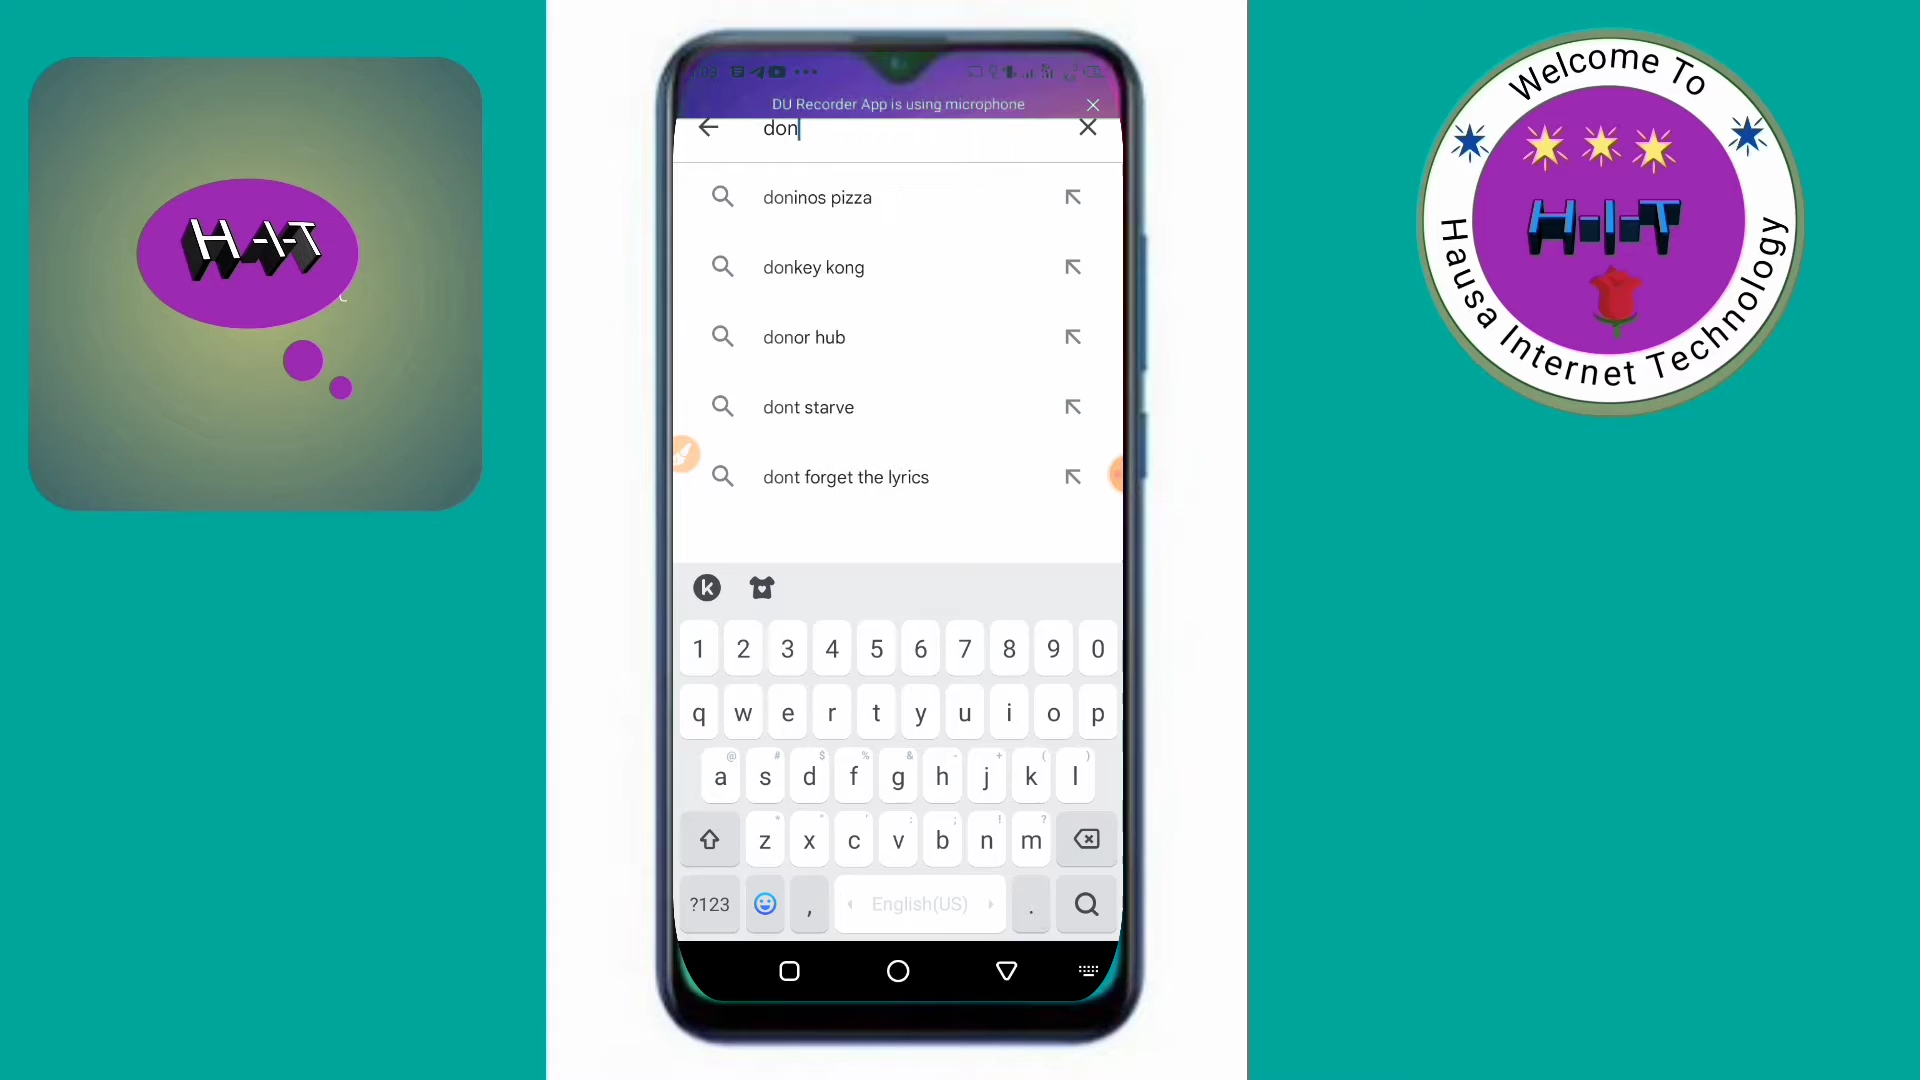 H-I-T
DU Recorder App is using microphone
don
doninos pizza
donkey kong
donor hub
dont starve
dont forget the lyrics
k
1 2 3 4 5 6 7 8 9 0
q w e r t y u i o p
@ # $ % & - + ( )
a s d f g h j k l
z x c v b n m
?123 , English(US) .
Welcome To
H-I-T
Hausa Internet Technology